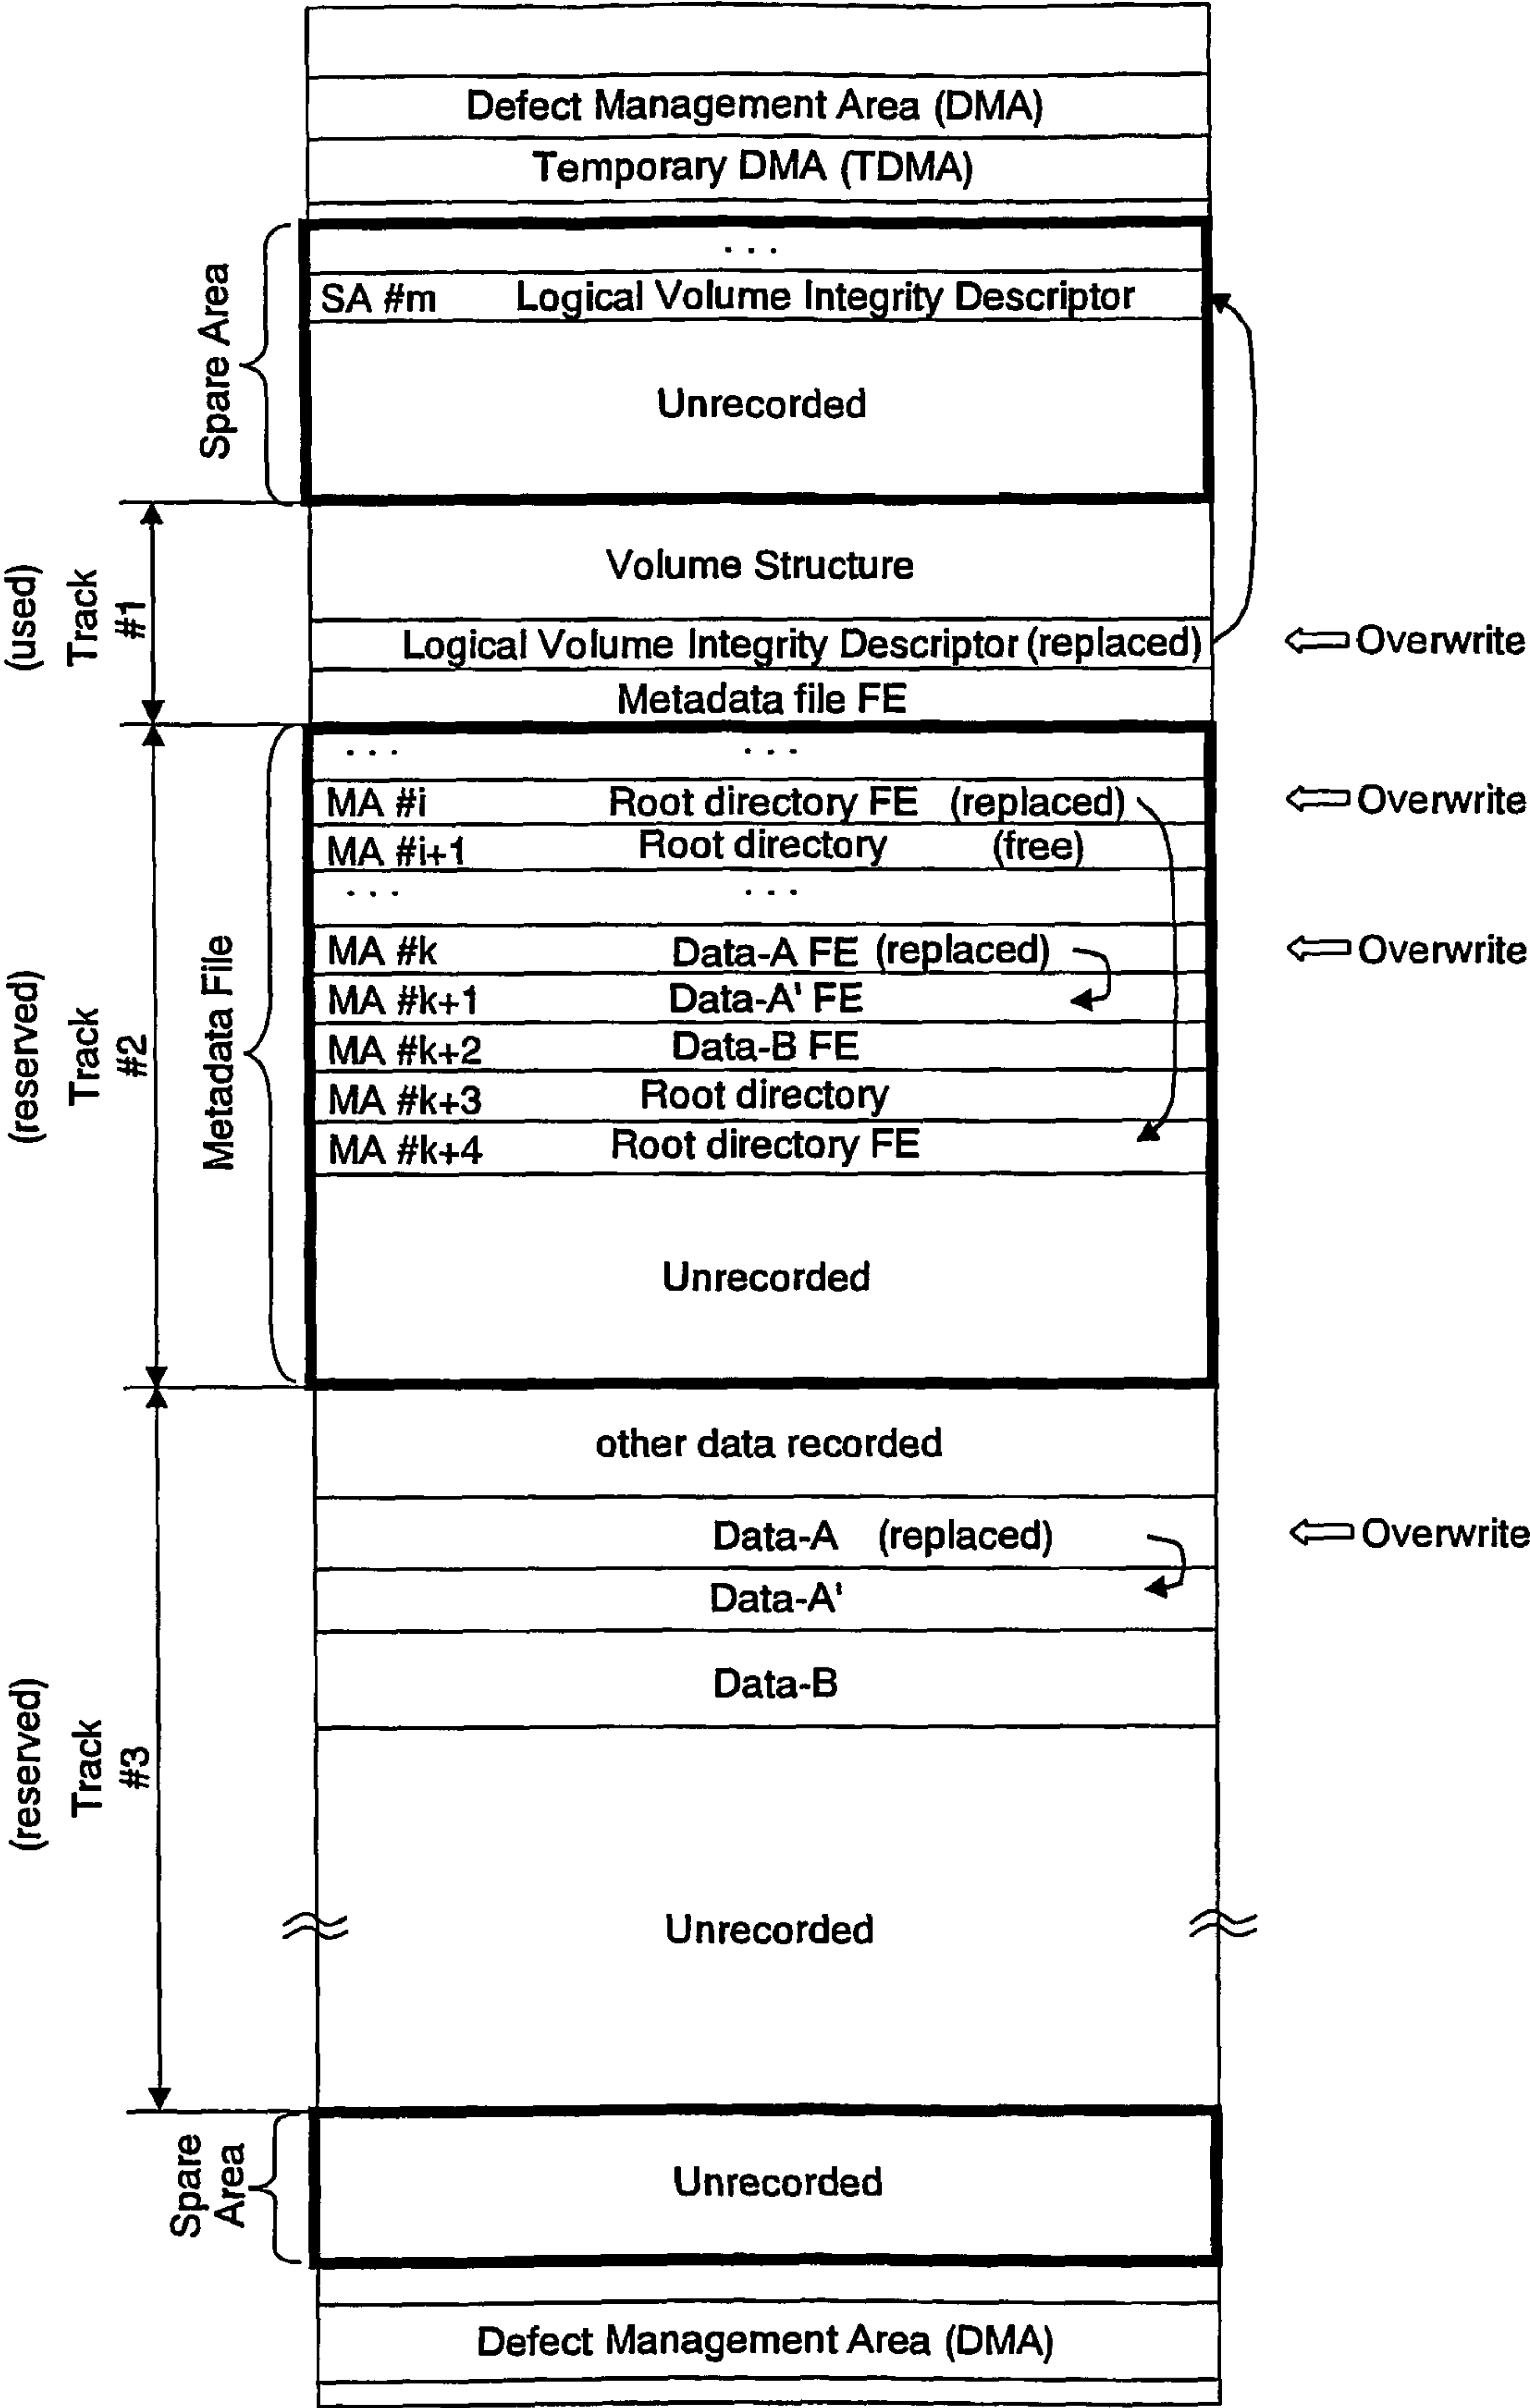 Defect Management Area (DMA)
Temporary DMA (TDMA)
Spare Area
. . .
SA #m Logical Volume Integrity Descriptor
Unrecorded
(used)
Track
#1
Volume Structure
Logical Volume Integrity Descriptor (replaced)
Overwrite
Metadata file FE
(reserved)
Track
#2
Metadata File
. . . . . .
MA #i Root directory FE (replaced)
Overwrite
MA #i+1 Root directory (free)
. . . . . .
MA #k Data-A FE (replaced)
Overwrite
MA #k+1 Data-A' FE
MA #k+2 Data-B FE
MA #k+3 Root directory
MA #k+4 Root directory FE
Unrecorded
(reserved)
Track
#3
other data recorded
Data-A (replaced)
Overwrite
Data-A'
Data-B
Unrecorded
Spare
Area
Unrecorded
Defect Management Area (DMA)